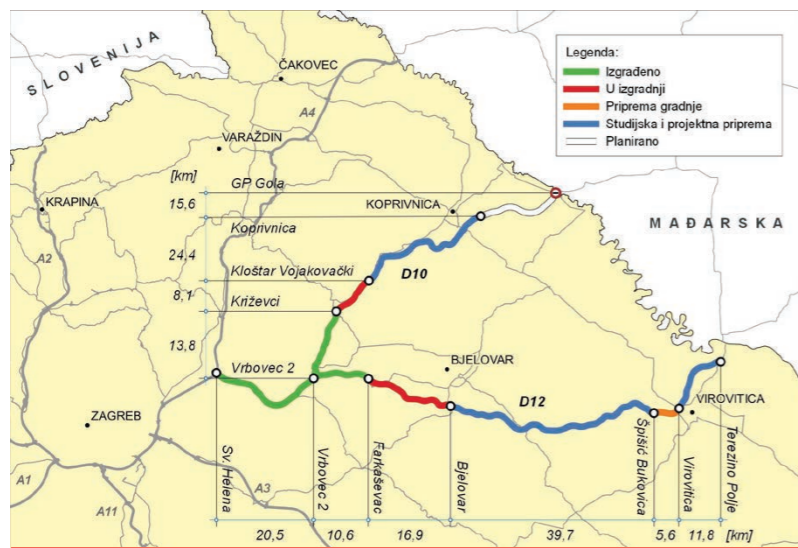 SLOVENIJA
ČAKOVEC
A4
VARAŽDIN
Legenda:
Izgrađeno
U izgradnji
Priprema gradnje
Studijska i projektna priprema
Planirano
[km]
GP Gola
15,6
KRAPINA
KOPRIVNICA
Koprivnica
MAĐARSKA
A2
24,4
D10
Kloštar Vojakovački
8,1
Križevci
13,8
Vrbovec 2
BJELOVAR
D12
VIROVITICA
ZAGREB
Sv. Helena
Vrbovec 2
Farkaševac
Bjelovar
Špišić Bukovica
Virovitica
Terezino Polje
A1
A11
A3
20,5
10,6
16,9
39,7
5,6
11,8
[km]